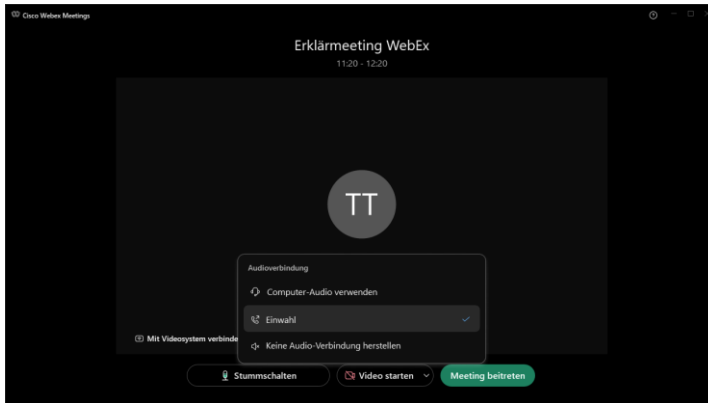 Cisco Webex Meetings
Erklärmeeting WebEx
11:20 - 12:20
TT
Audioverbindung
Computer-Audio verwenden
Einwahl
Keine Audio-Verbindung herstellen
Mit Videosystem verbinde
Stummschalten
Video starten
Meeting beitreten